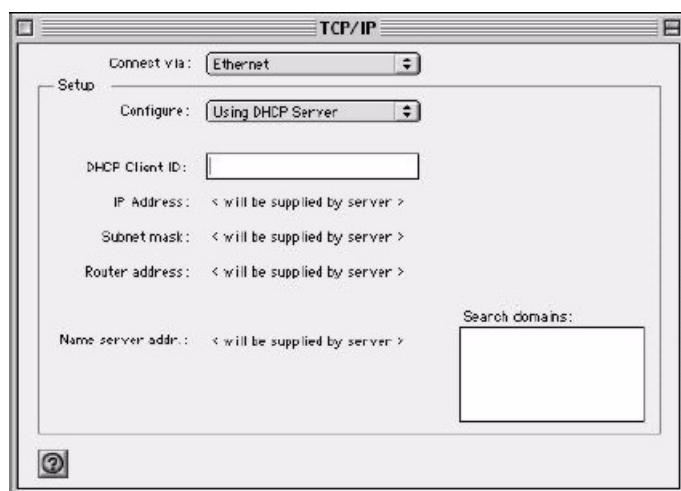 TCP/IP
Connect via: Ethernet
Setup
Configure: Using DHCP Server
DHCP Client ID:
IP Address: < will be supplied by server >
Subnet mask: < will be supplied by server >
Router address: < will be supplied by server >
Search domains:
Name server addr.: < will be supplied by server >
?